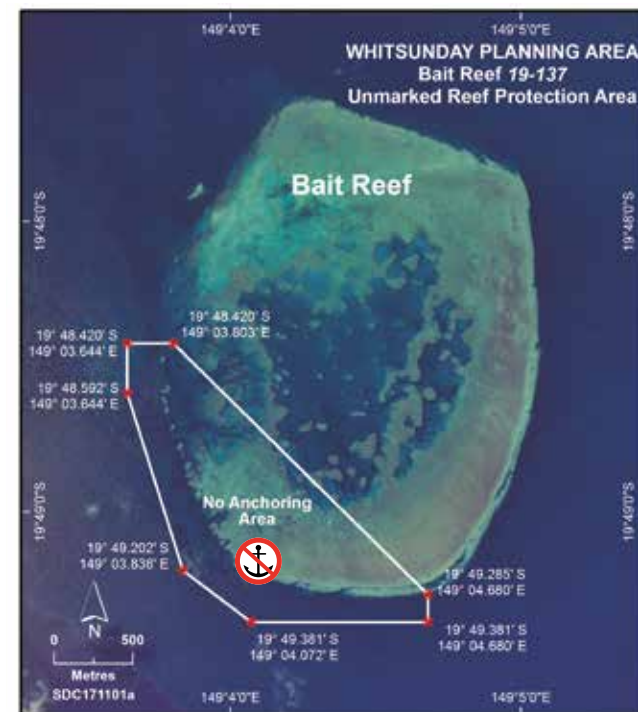 149°4'0"E
149°5'0"E
WHITSUNDAY PLANNING AREA
Bait Reef 19-137
Unmarked Reef Protection Area
Bait Reef
19°48'0"S
19°48'0"S
19° 48.420' S
149° 03.803' E
19° 48.420' S
149° 03.644' E
19° 48.592' S
149° 03.644' E
No Anchoring
Area
19°49'0"S
19°49'0"S
19° 49.202' S
149° 03.838' E
19° 49.285' S
149° 04.680' E
19° 49.381' S
149° 04.072' E
19° 49.381' S
149° 04.680' E
N
0 500
Metres
SDC171101a
149°4'0"E
149°5'0"E